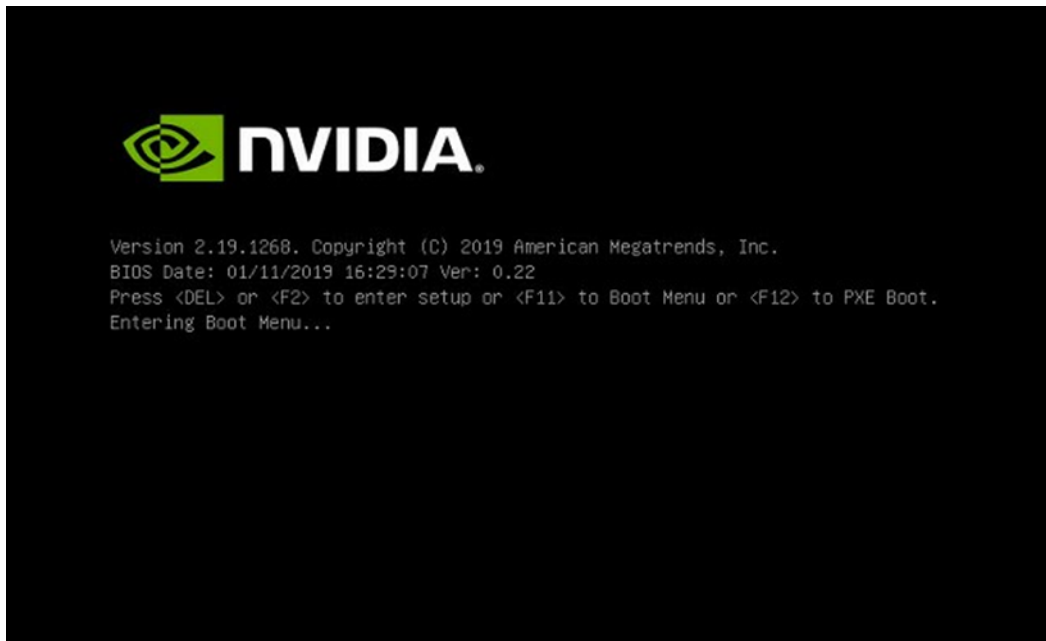 NVIDIA.
Version 2.19.1268. Copyright (C) 2019 American Megatrends, Inc.
BIOS Date: 01/11/2019 16:29:07 Ver: 0.22
Press <DEL> or <F2> to enter setup or <F11> to Boot Menu or <F12> to PXE Boot.
Entering Boot Menu...